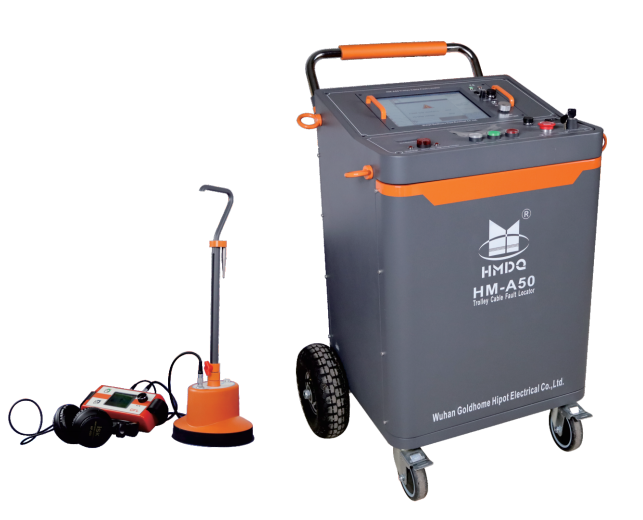 ®
HMDQ
HM-A50
Trolley Cable Fault Locator
Wuhan Goldhome Hipot Electrical Co.,Ltd.